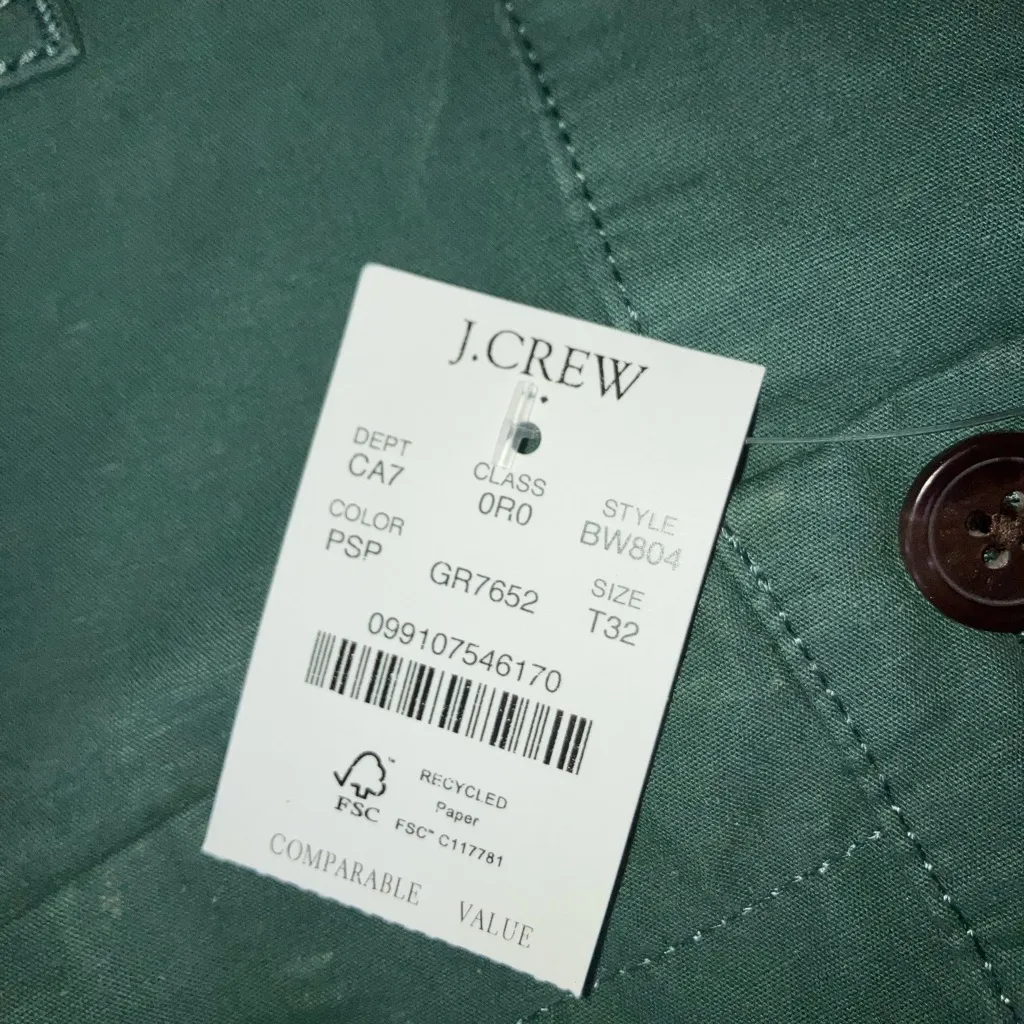 J.CREW
DEPT CLASS STYLE
CA7 0R0 BW804
COLOR SIZE
PSP GR7652 T32
099107546170
FSC™
RECYCLED
Paper
FSC™ C117781
COMPARABLE VALUE